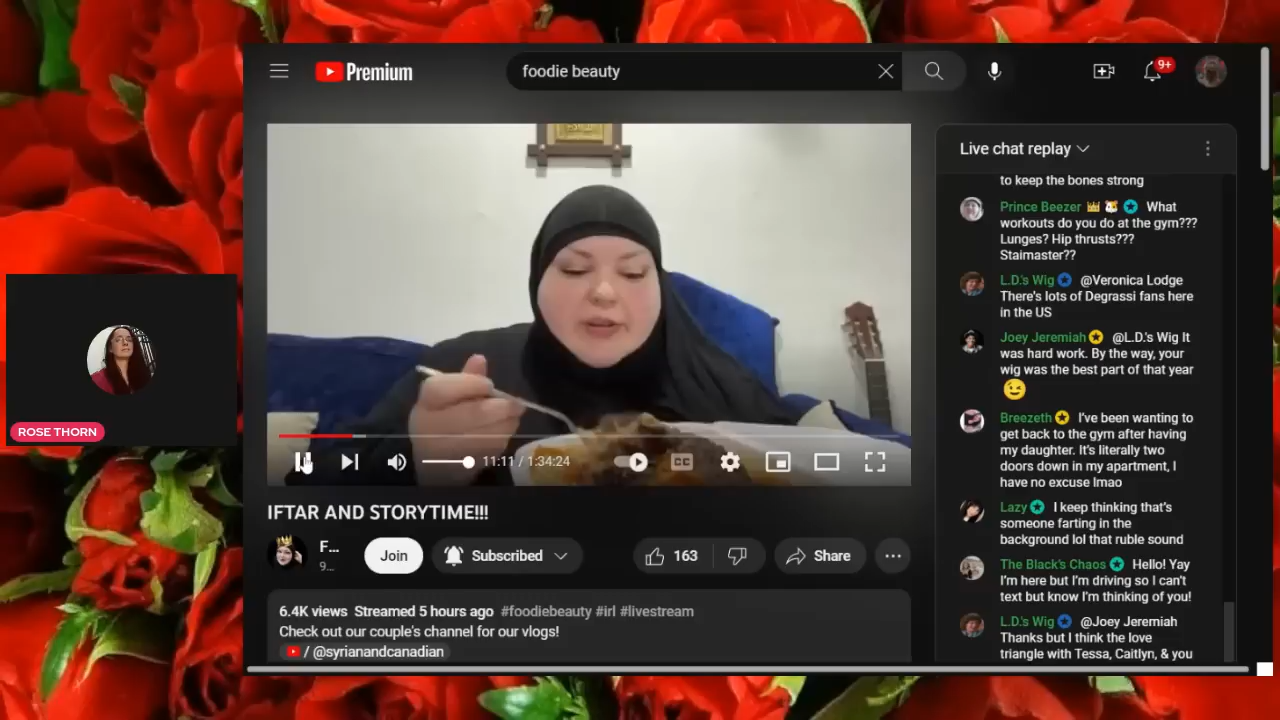 Premium
foodie beauty
9+
Live chat replay
to keep the bones strong
Prince Beezer What
workouts do you do at the gym???
Lunges? Hip thrusts???
Staimaster??
L.D.'s Wig @Veronica Lodge
There's lots of Degrassi fans here
in the US
Joey Jeremiah @L.D.'s Wig It
was hard work. By the way, your
wig was the best part of that year
Breezeth I've been wanting to
get back to the gym after having
my daughter. It's literally two
doors down in my apartment, I
have no excuse lmao
Lazy I keep thinking that's
someone farting in the
background lol that ruble sound
The Black's Chaos Hello! Yay
I'm here but I'm driving so I can't
text but know I'm thinking of you!
L.D.'s Wig @Joey Jeremiah
Thanks but I think the love
triangle with Tessa, Caitlyn, & you
ROSE THORN
11:11 / 1:34:24
CC
IFTAR AND STORYTIME!!!
F...
9...
Join
Subscribed
163
Share
6.4K views Streamed 5 hours ago #foodiebeauty #irl #livestream
Check out our couple's channel for our vlogs!
/ @syrianandcanadian